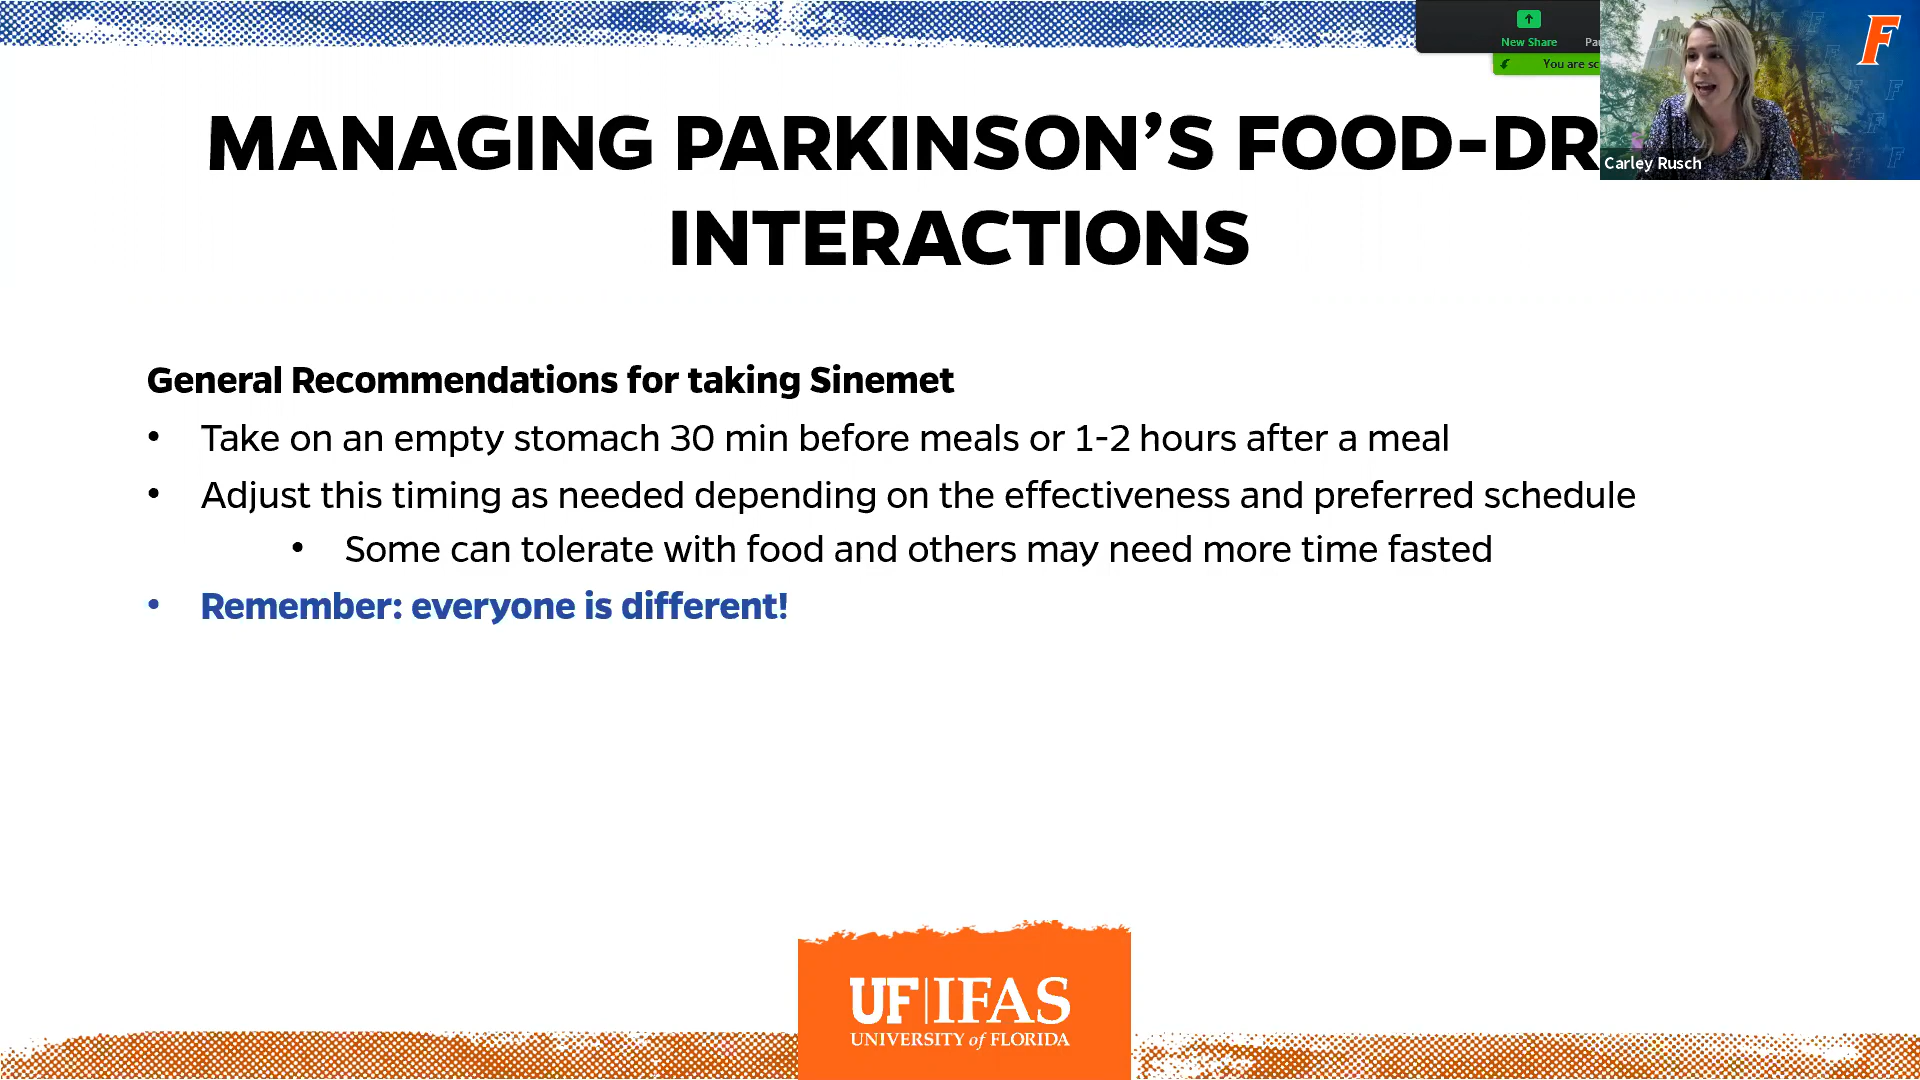 New Share
You are
MANAGING PARKINSON'S FOOD-DR
Carley Rusch
INTERACTIONS
General Recommendations for taking Sinemet
• Take on an empty stomach 30 min before meals or 1-2 hours after a meal
• Adjust this timing as needed depending on the effectiveness and preferred schedule
• Some can tolerate with food and others may need more time fasted
• Remember: everyone is different!
UF|IFAS
UNIVERSITY of FLORIDA
F